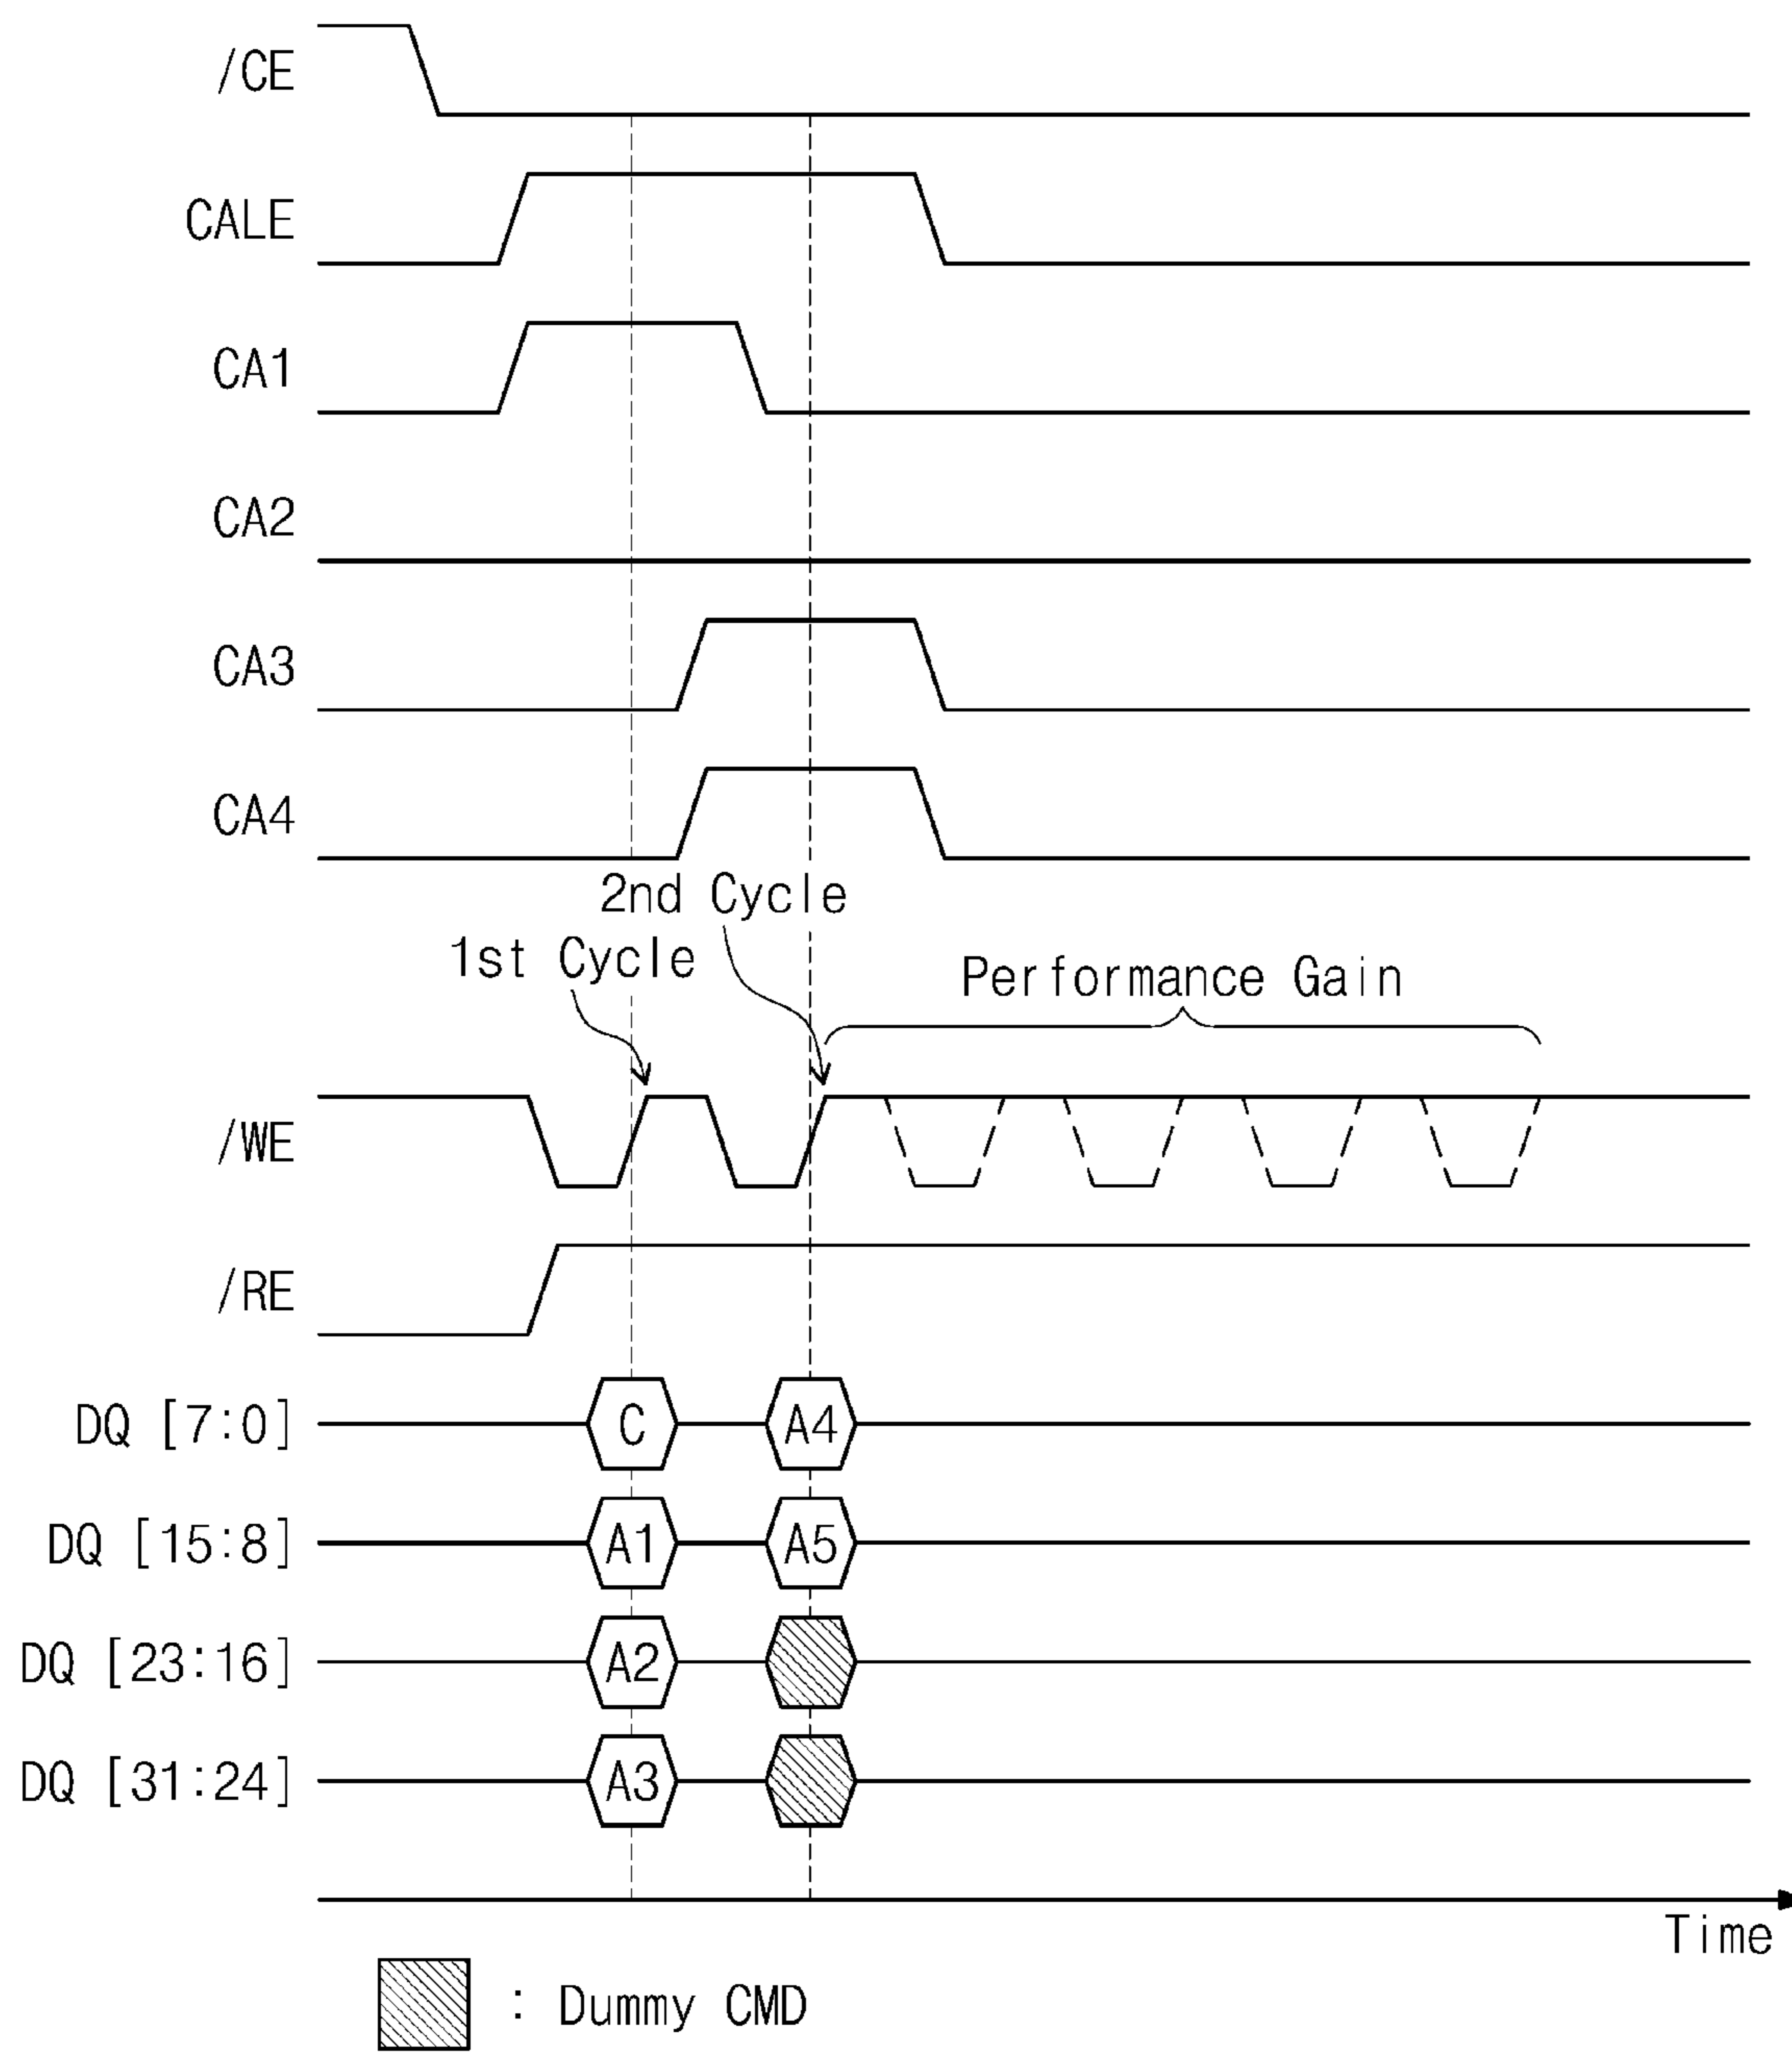 /CE
CALE
CA1
CA2
CA3
CA4
2nd Cycle
1st Cycle
Performance Gain
/WE
/RE
DQ [7:0] C A4
DQ [15:8] A1 A5
DQ [23:16] A2
DQ [31:24] A3
Time
: Dummy CMD